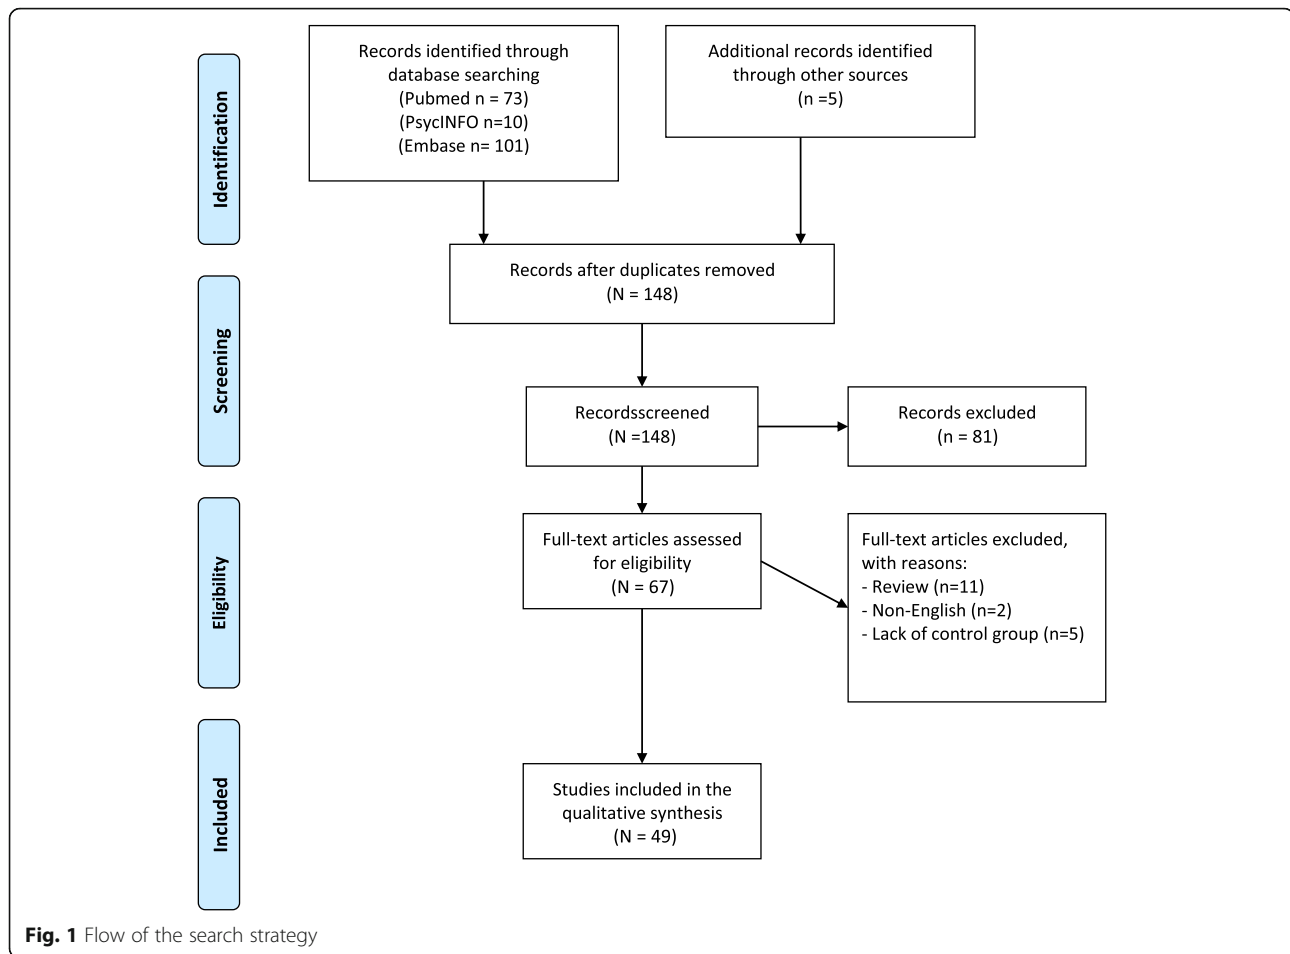 Records identified through
database searching
(Pubmed n = 73)
(PsycINFO n=10)
(Embase n= 101)
Additional records identified
through other sources
(n =5)
Identification
Records after duplicates removed
(N = 148)
Screening
Recordsscreened
(N =148)
Records excluded
(n = 81)
Eligibility
Full-text articles assessed
for eligibility
(N = 67)
Full-text articles excluded,
with reasons:
- Review (n=11)
- Non-English (n=2)
- Lack of control group (n=5)
Included
Studies included in the
qualitative synthesis
(N = 49)
Fig. 1 Flow of the search strategy